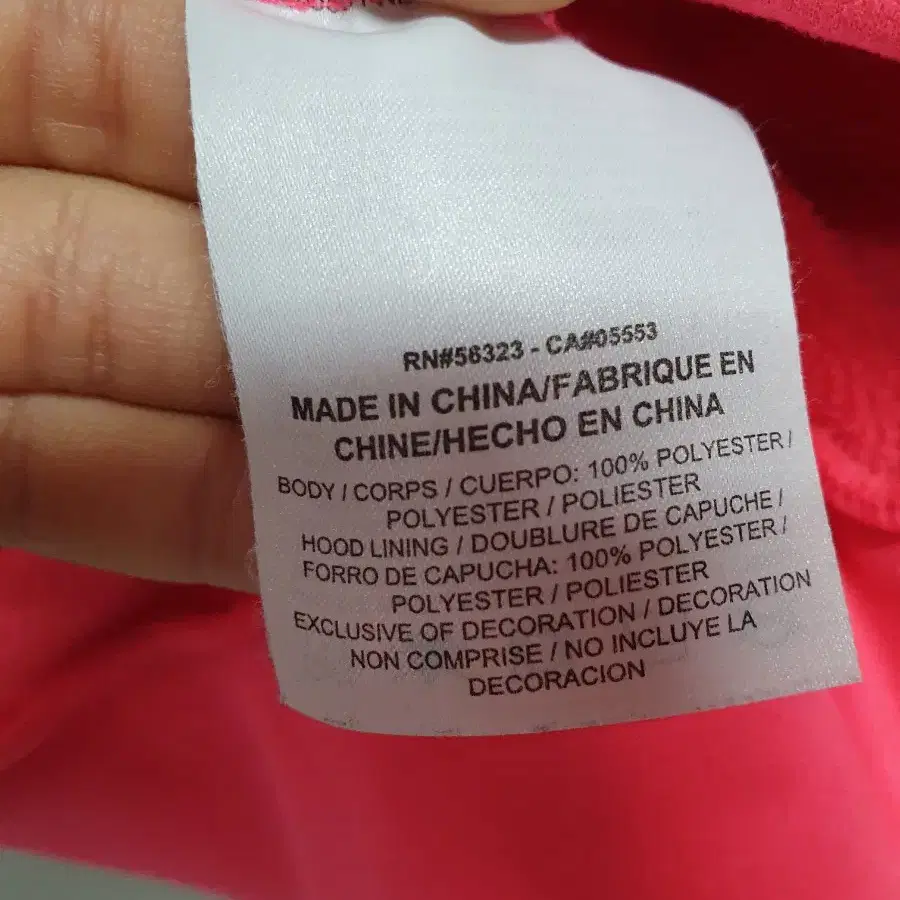 RN#56323 - CA#05553
MADE IN CHINA/FABRIQUE EN
CHINE/HECHO EN CHINA
BODY / CORPS / CUERPO: 100% POLYESTER /
POLYESTER / POLIESTER
HOOD LINING / DOUBLURE DE CAPUCHE /
FORRO DE CAPUCHA: 100% POLYESTER /
POLYESTER / POLIESTER
EXCLUSIVE OF DECORATION / DECORATION
NON COMPRISE / NO INCLUYE LA
DECORACION